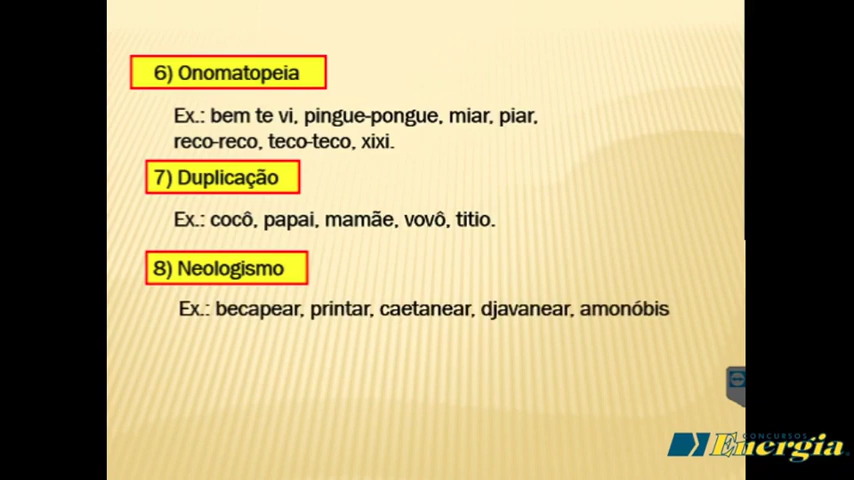 6) Onomatopeia
Ex.: bem te vi, pingue-pongue, miar, piar,
reco-reco, teco-teco, xixi.
7) Duplicação
Ex.: cocô, papai, mamãe, vovô, titio.
8) Neologismo
Ex.: becapear, printar, caetanear, djavanear, amonóbis
CONCURSOS
Energia